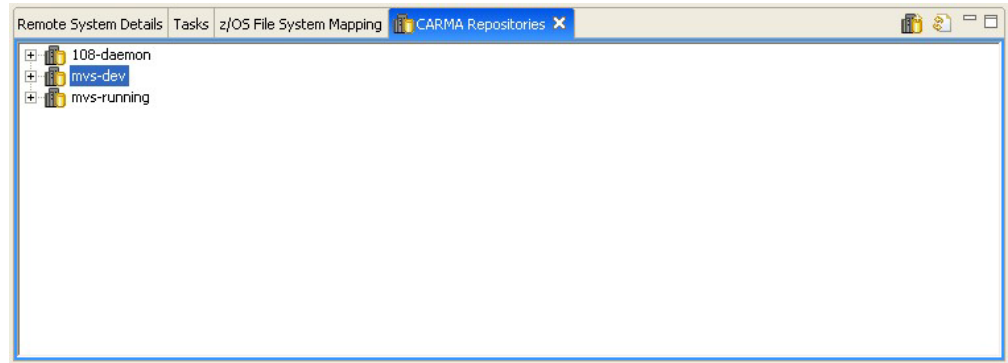 Remote System Details Tasks z/OS File System Mapping CARMA Repositories
108-daemon
mvs-dev
mvs-running